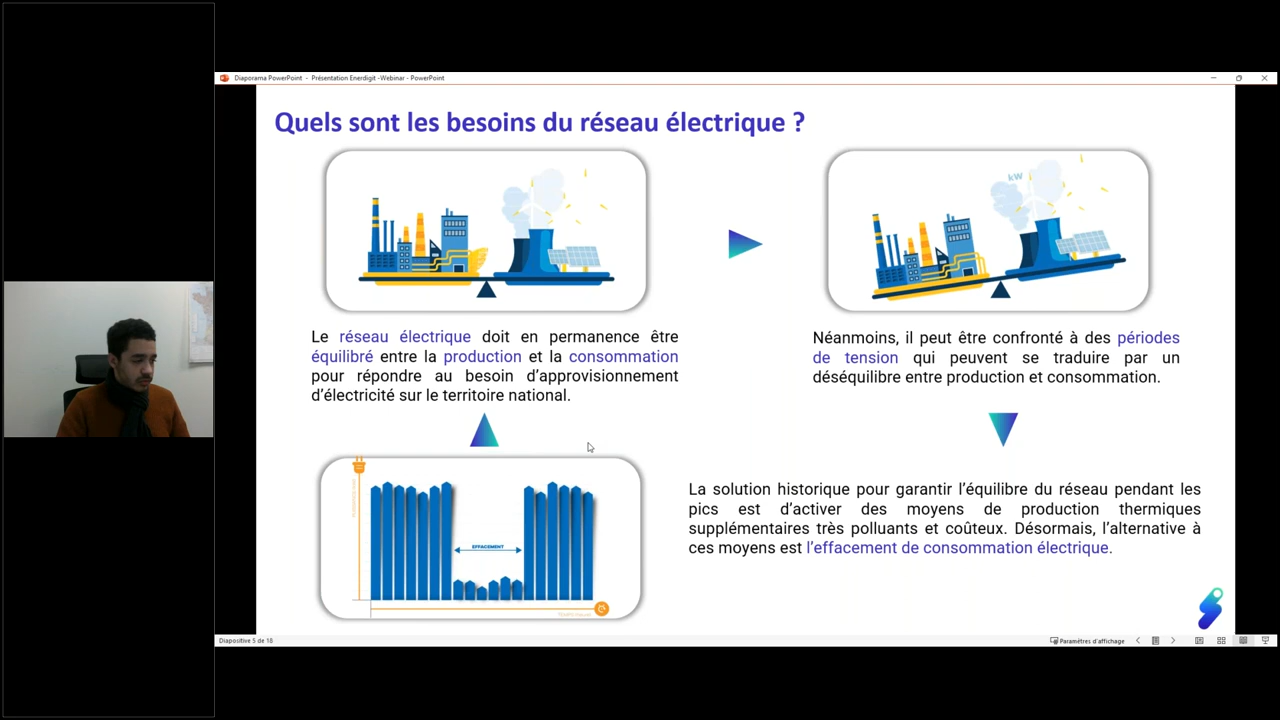 Diaporama PowerPoint - Présentation Enerdigit -Webinar - PowerPoint
Quels sont les besoins du réseau électrique ?
kW
Le réseau électrique doit en permanence être
équilibré entre la production et la consommation
pour répondre au besoin d'approvisionnement
d'électricité sur le territoire national.
Néanmoins, il peut être confronté à des périodes
de tension qui peuvent se traduire par un
déséquilibre entre production et consommation.
EFFACEMENT
La solution historique pour garantir l'équilibre du réseau pendant les
pics est d'activer des moyens de production thermiques
supplémentaires très polluants et coûteux. Désormais, l'alternative à
ces moyens est l'effacement de consommation électrique.
Diapositive 5 de 18
Paramètres d'affichage